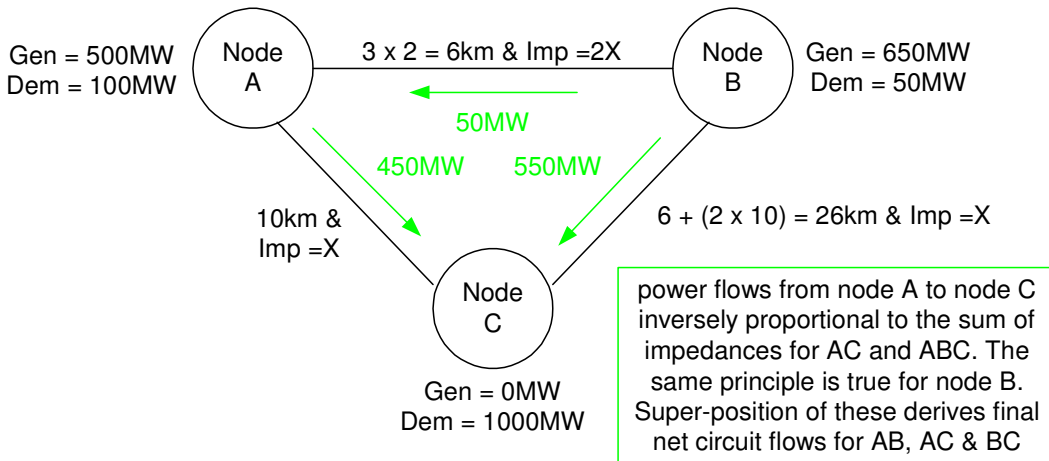 Gen = 500MW
Dem = 100MW
Node
A
3 x 2 = 6km & Imp =2X
Node
B
Gen = 650MW
Dem = 50MW
50MW
450MW
550MW
10km &
Imp =X
6 + (2 x 10) = 26km & Imp =X
Node
C
Gen = 0MW
Dem = 1000MW
power flows from node A to node C
inversely proportional to the sum of
impedances for AC and ABC. The
same principle is true for node B.
Super-position of these derives final
net circuit flows for AB, AC & BC